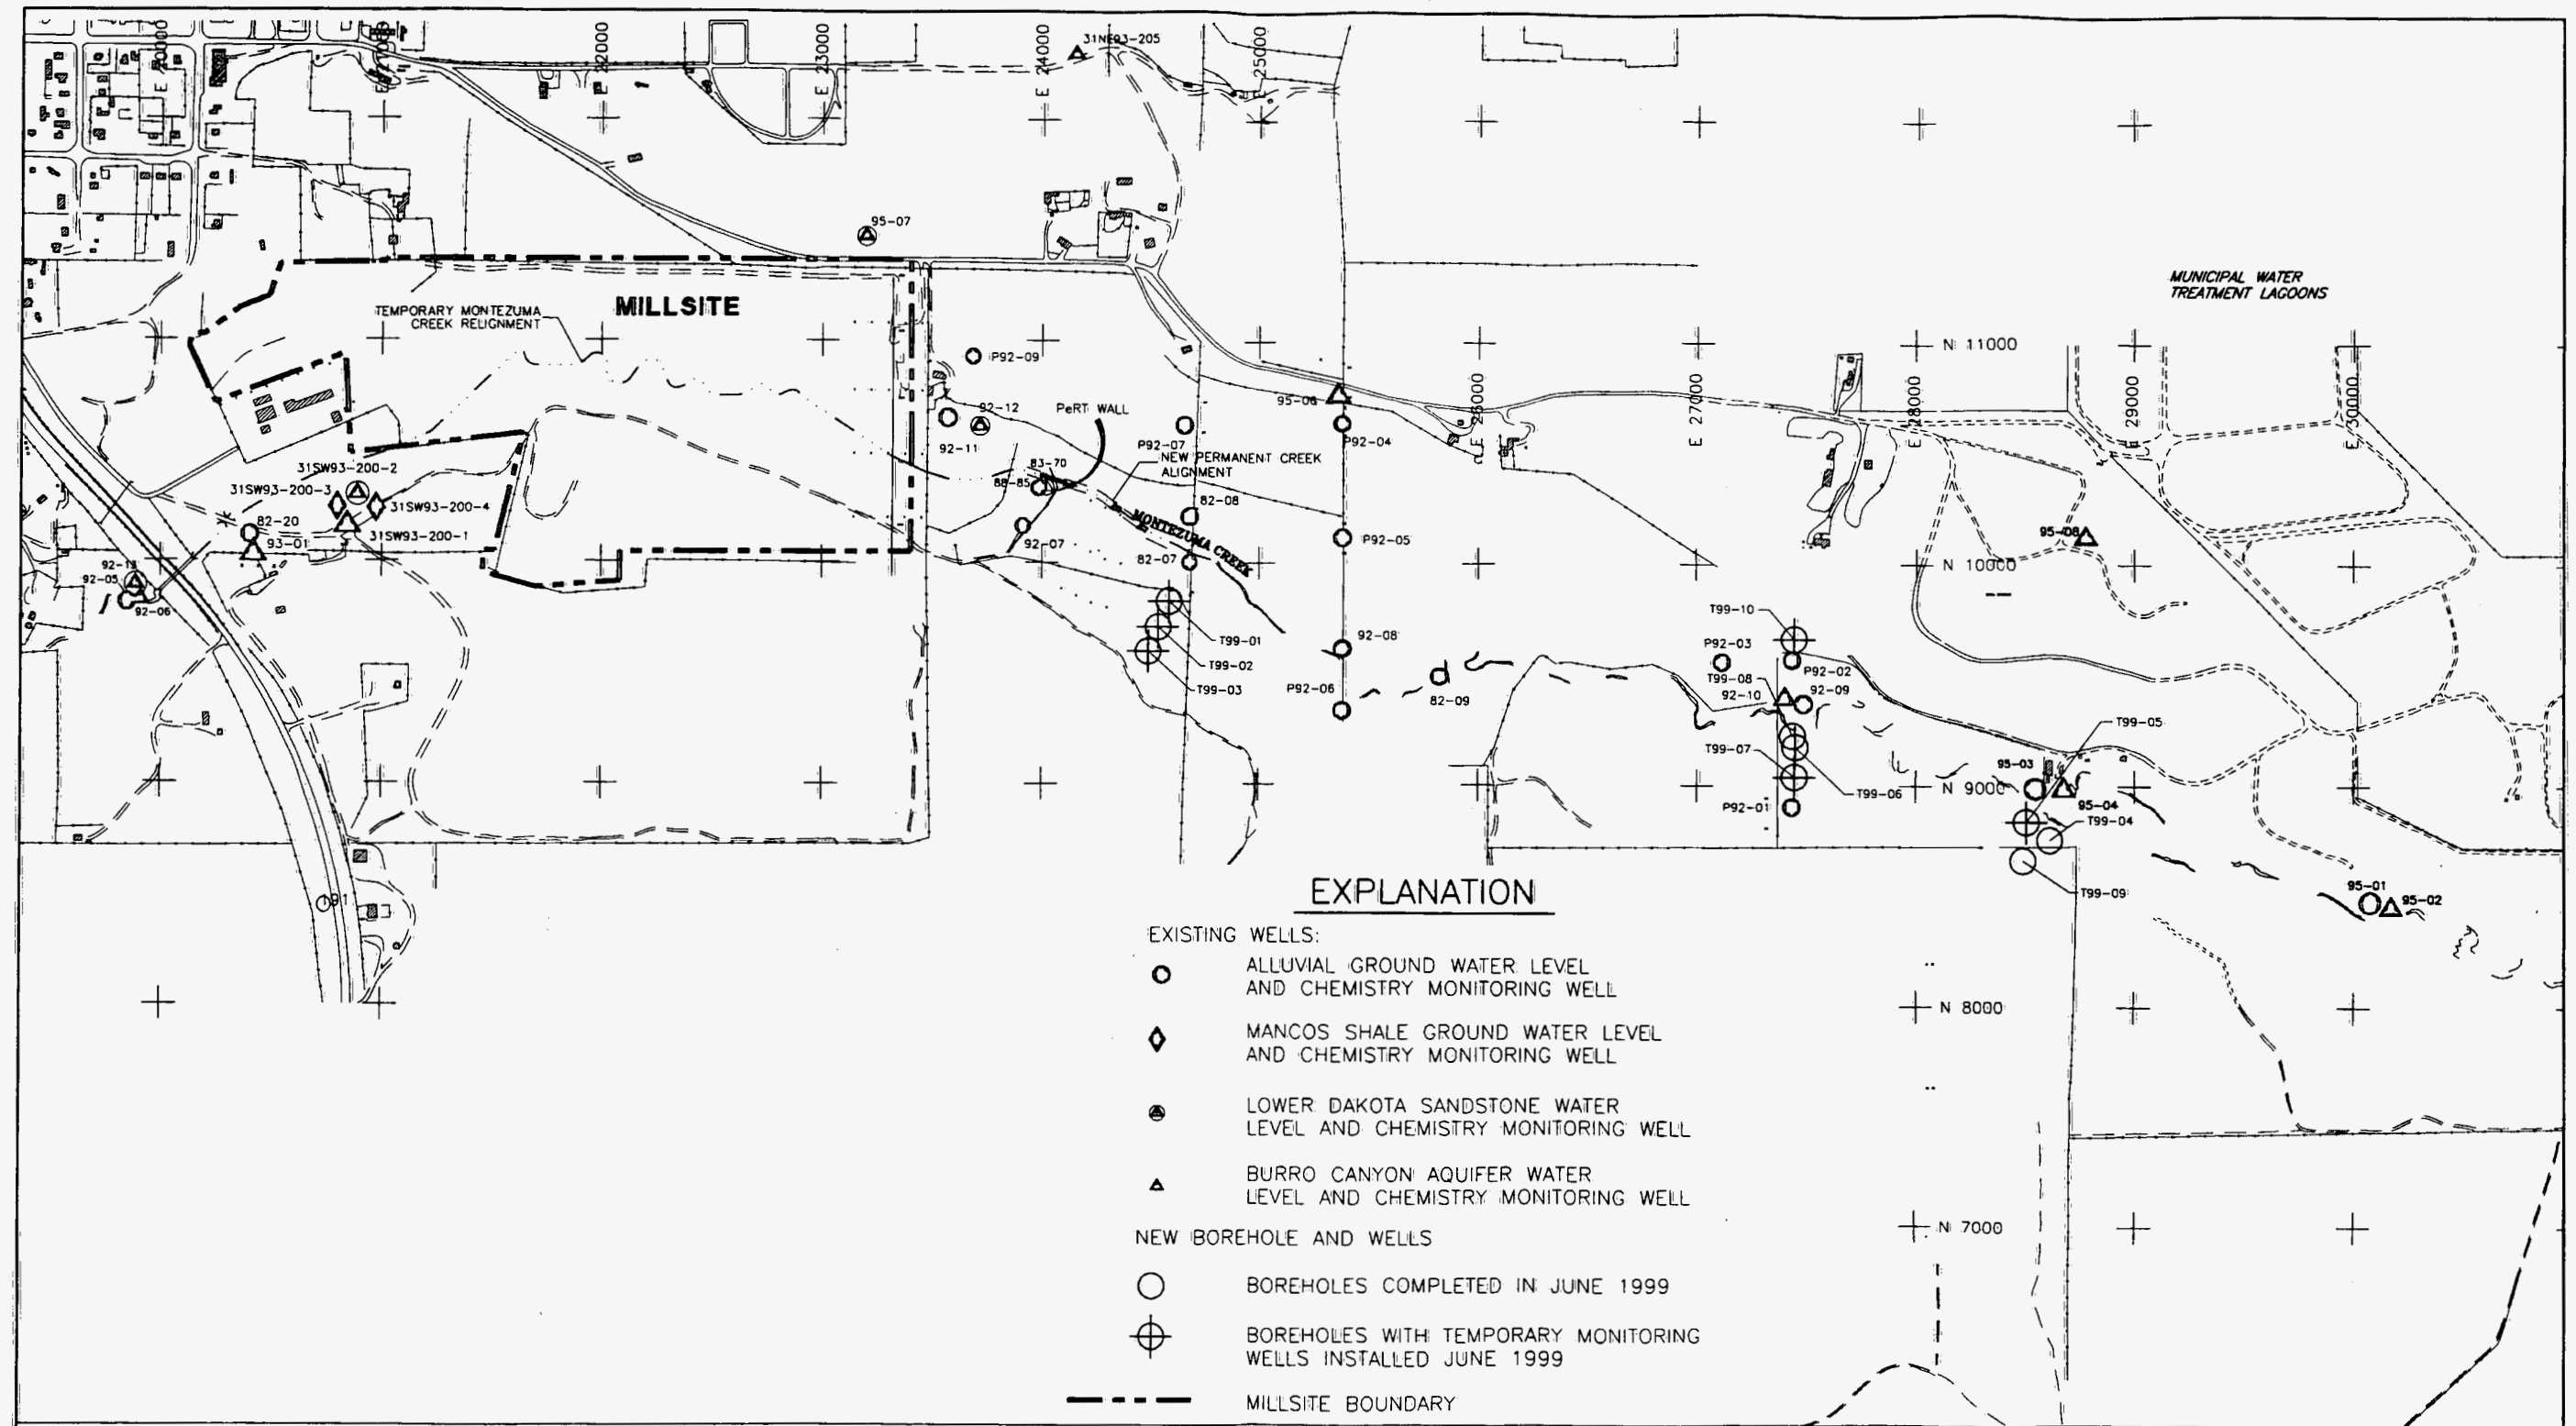 E 20000
E 22000
E 23000
E 24000
31NE93-205
E 25000
95-07
MILLSITE
TEMPORARY MONTEZUMA
CREEK RELIGNMENT
MUNICIPAL WATER
TREATMENT LAGOONS
N 11000
P92-09
95-06
E 26000
E 27000
E 28000
E 29000
E 30000
92-12
PeRT WALL
92-11
P92-07
P92-04
NEW PERMANENT CREEK
ALIGNMENT
83-70
88-85
31SW93-200-2
31SW93-200-3
31SW93-200-4
31SW93-200-1
82-20
93-01
82-08
MONTEZUMA CREEK
92-07
P92-05
82-07
95-08
N 10000
92-13
92-05
92-06
T99-01
T99-02
T99-03
92-08
P92-06
82-09
T99-10
P92-03
P92-02
T99-08
92-10
92-09
T99-07
T99-06
P92-01
T99-05
95-03
N 9000
95-04
T99-04
T99-09
95-01
95-02
91
EXPLANATION
EXISTING WELLS:
ALLUVIAL GROUND WATER LEVEL
AND CHEMISTRY MONITORING WELL
MANCOS SHALE GROUND WATER LEVEL
AND CHEMISTRY MONITORING WELL
LOWER DAKOTA SANDSTONE WATER
LEVEL AND CHEMISTRY MONITORING WELL
BURRO CANYON AQUIFER WATER
LEVEL AND CHEMISTRY MONITORING WELL
NEW BOREHOLE AND WELLS
BOREHOLES COMPLETED IN JUNE 1999
BOREHOLES WITH TEMPORARY MONITORING
WELLS INSTALLED JUNE 1999
MILLSITE BOUNDARY
N 8000
N 7000